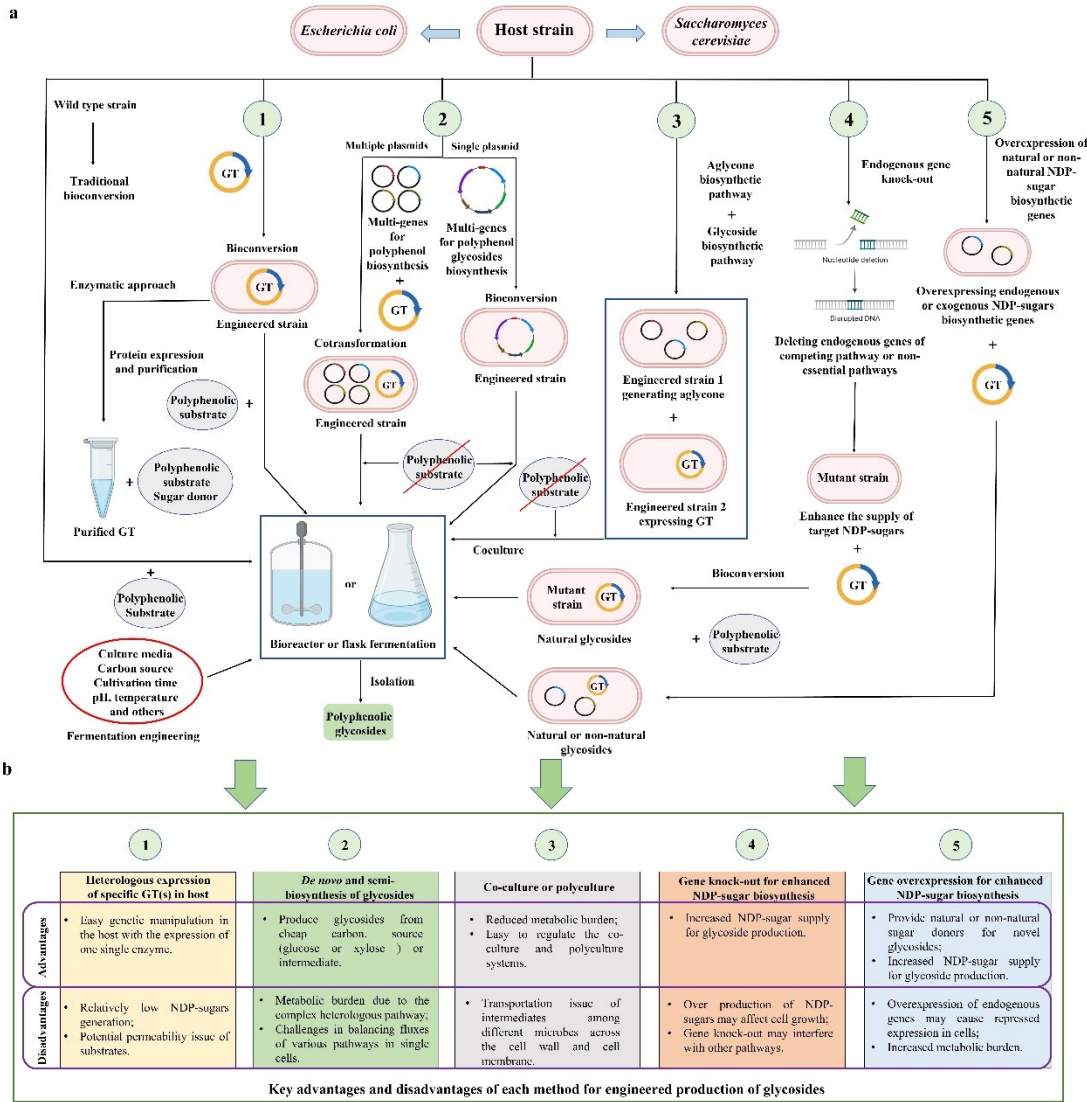 a
Escherichia coli
Host strain
Saccharomyces
cerevisiae
Wild type strain
Traditional
bioconversion
1
GT
Bioconversion
GT
Engineered strain
Enzymatic approach
Protein expression
and purification
Polyphenolic
substrate
+
Polyphenolic
substrate
Sugar donor
+
Purified GT
2
Multiple plasmids
Single plasmid
Multi-genes
for
polyphenol
biosynthesis
+
GT
Cotransformation
GT
Engineered strain
Multi-genes
for polyphenol
glycosides
biosynthesis
Bioconversion
Engineered strain
Polyphenolic
substrate
Polyphenolic
substrate
3
Aglycone
biosynthetic
pathway
+
Glycoside
biosynthetic
pathway
Engineered strain 1
generating aglycone
+
GT
Engineered strain 2
expressing GT
Coculture
4
Endogenous gene
knock-out
Nucleotide deletion
Disrupted DNA
Deleting endogenous genes of
competing pathway or non-
essential pathways
Mutant strain
Enhance the supply of
target NDP-sugars
+
GT
Bioconversion
+
Polyphenolic
substrate
Mutant
strain
GT
Natural glycosides
5
Overexpression of
natural or non-
natural NDP-
sugar
biosynthetic
genes
Overexpressing endogenous
or exogenous NDP-sugars
biosynthetic genes
+
GT
GT
Natural or non-natural
glycosides
+
Polyphenolic
Substrate
Culture media
Carbon source
Cultivation time
pH, temperature
and others
Fermentation engineering
or
Bioreactor or flask fermentation
Isolation
Polyphenolic
glycosides
b
1
2
3
4
5
Heterologous expression
of specific GT(s) in host
De novo and semi-
biosynthesis of glycosides
Co-culture or polyculture
Gene knock-out for enhanced
NDP-sugar biosynthesis
Gene overexpression for enhanced
NDP-sugar biosynthesis
Advantages
• Easy genetic manipulation in
the host with the expression of
one single enzyme.
• Produce glycosides from
cheap carbon. source
(glucose or xylose ) or
intermediate.
• Reduced metabolic burden;
• Easy to regulate the co-
culture and polyculture
systems.
• Increased NDP-sugar supply
for glycoside production.
• Provide natural or non-natural
sugar donors for novel
glycosides;
• Increased NDP-sugar supply
for glycoside production.
Disadvantages
• Relatively low NDP-sugars
generation;
• Potential permeability issue of
substrates.
• Metabolic burden due to the
complex heterologous pathway;
• Challenges in balancing fluxes
of various pathways in single
cells.
• Transportation issue of
intermediates among
different microbes across
the cell wall and cell
membrane.
• Over production of NDP-
sugars may affect cell growth;
• Gene knock-out may interfere
with other pathways.
• Overexpression of endogenous
genes may cause repressed
expression in cells;
• Increased metabolic burden.
Key advantages and disadvantages of each method for engineered production of glycosides